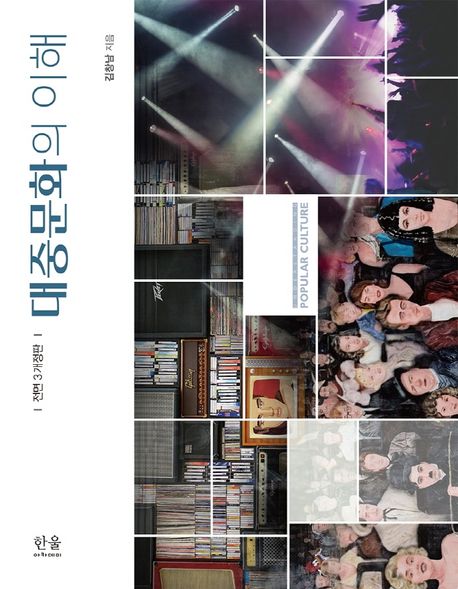 대중문화의 이해
김창남 지음
| 전면 3개정판 |
POPULAR CULTURE
PEAVEY
Gibson
한울
아카데미